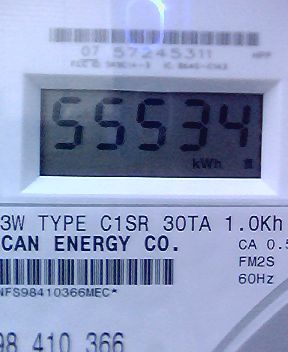 07 57245311
55534
kWh
3W TYPE C1SR 30TA 1.0Kh
CAN ENERGY CO.
CA 0.5
FM2S
60Hz
NFS98410366MEC*
98 410 366